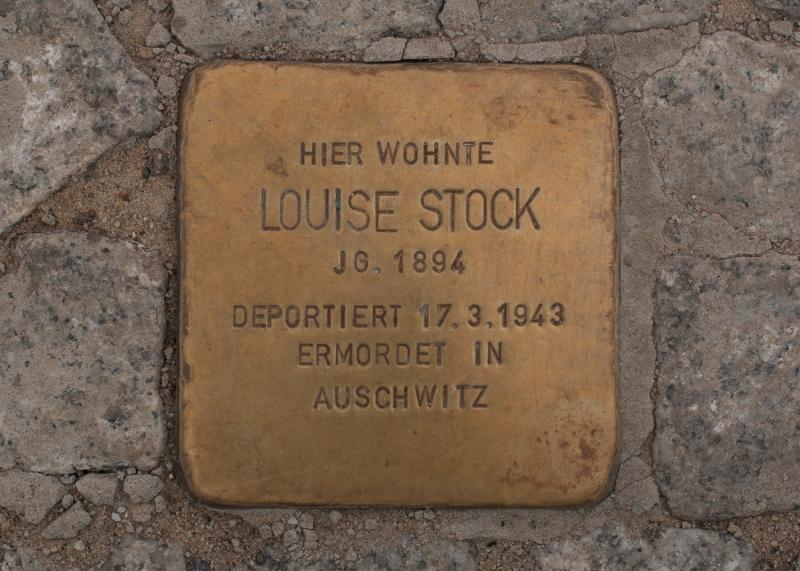 HIER WOHNTE
LOUISE STOCK
JG. 1894
DEPORTIERT 17.3.1943
ERMORDET IN
AUSCHWITZ